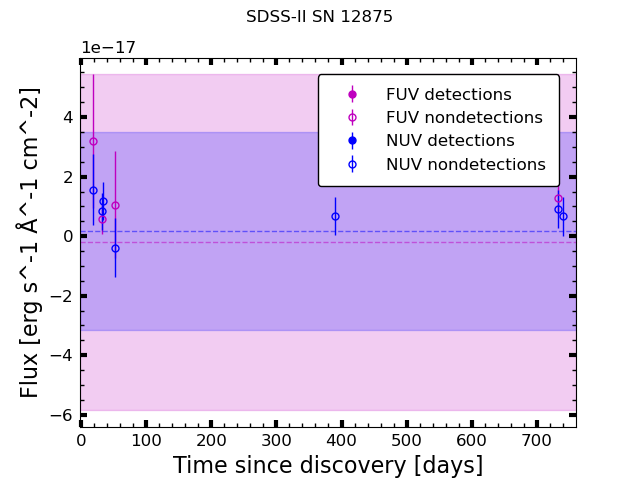 SDSS-II SN 12875
1e−17
FUV detections
FUV nondetections
NUV detections
NUV nondetections
4
2
0
−2
−4
−6
Flux [erg s^-1 Å^-1 cm^-2]
0 100 200 300 400 500 600 700
Time since discovery [days]